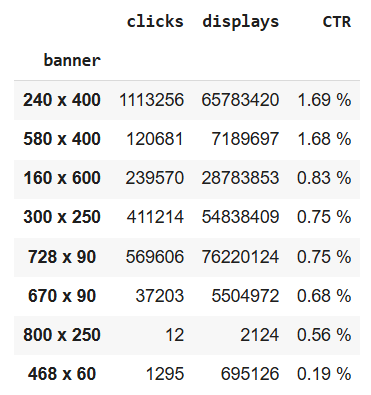 clicks displays CTR
banner
240 x 400 1113256 65783420 1.69 %
580 x 400 120681 7189697 1.68 %
160 x 600 239570 28783853 0.83 %
300 x 250 411214 54838409 0.75 %
728 x 90 569606 76220124 0.75 %
670 x 90 37203 5504972 0.68 %
800 x 250 12 2124 0.56 %
468 x 60 1295 695126 0.19 %